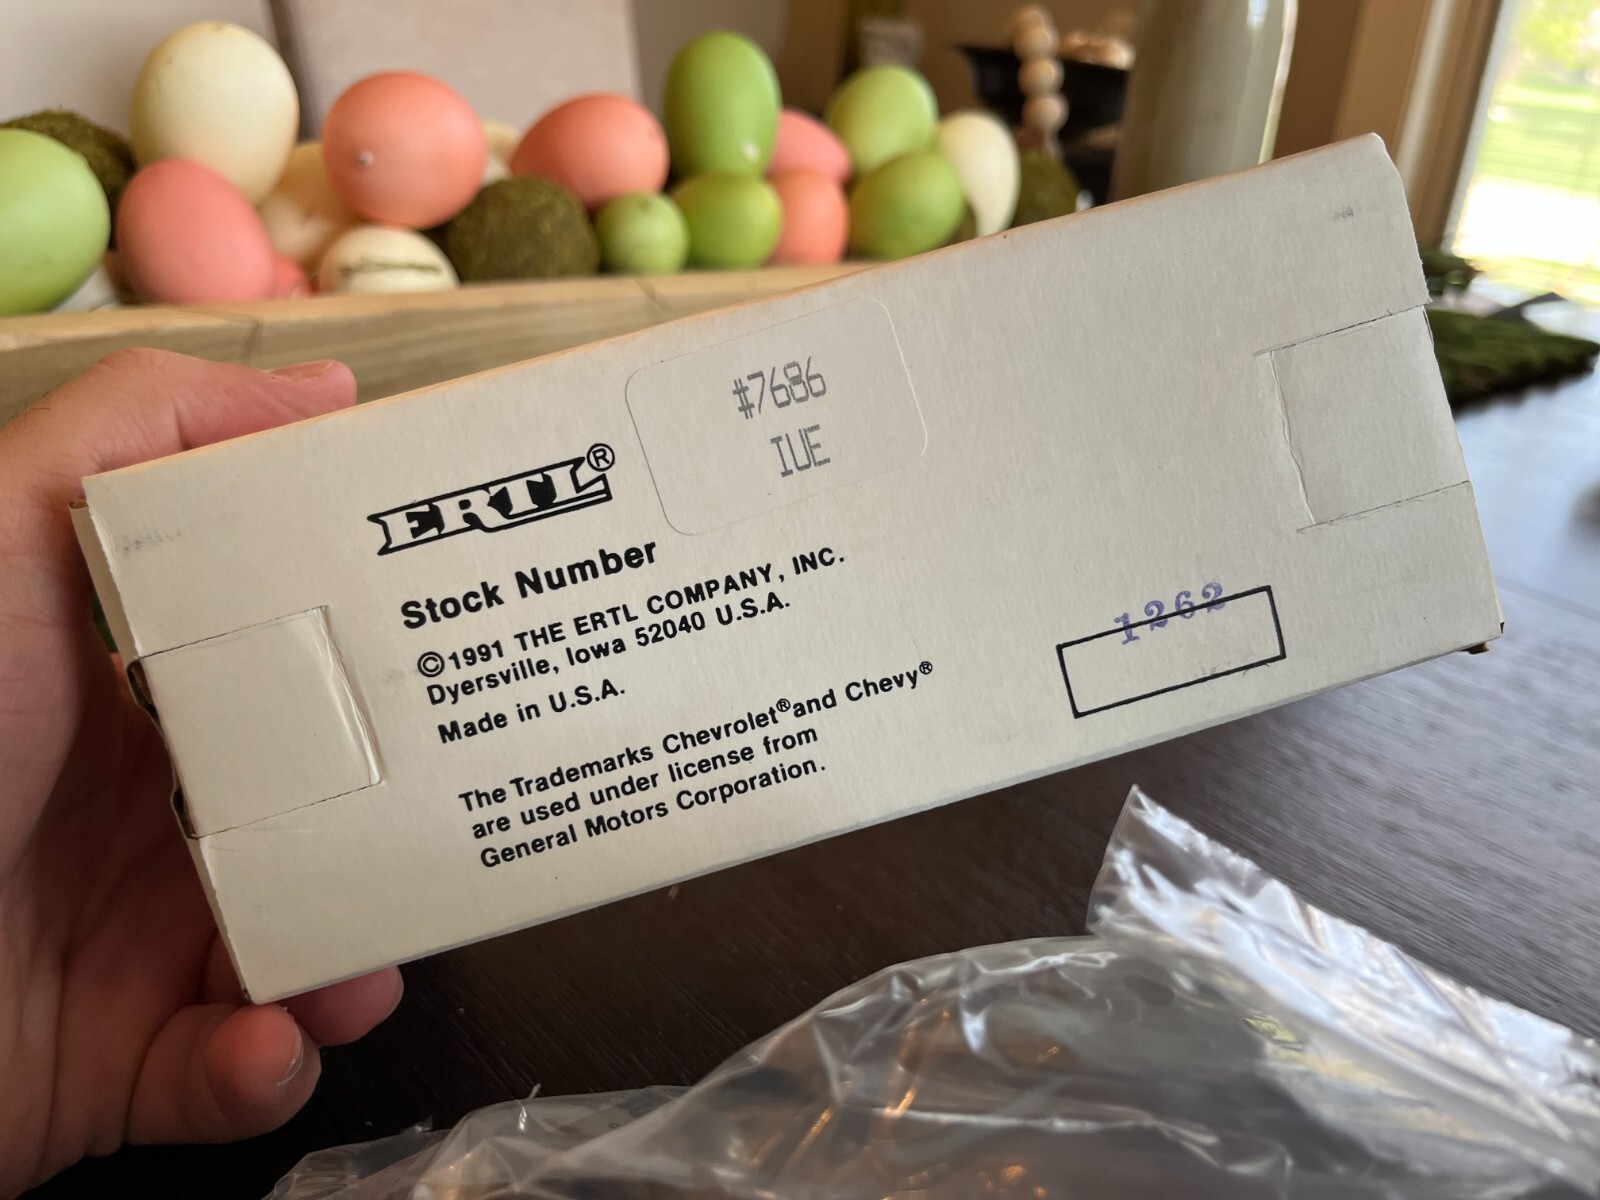 #7686
IUE
ERTL®
Stock Number
©1991 THE ERTL COMPANY, INC.
Dyersville, Iowa 52040 U.S.A.
Made in U.S.A.
1262
The Trademarks Chevrolet® and Chevy®
are used under license from
General Motors Corporation.